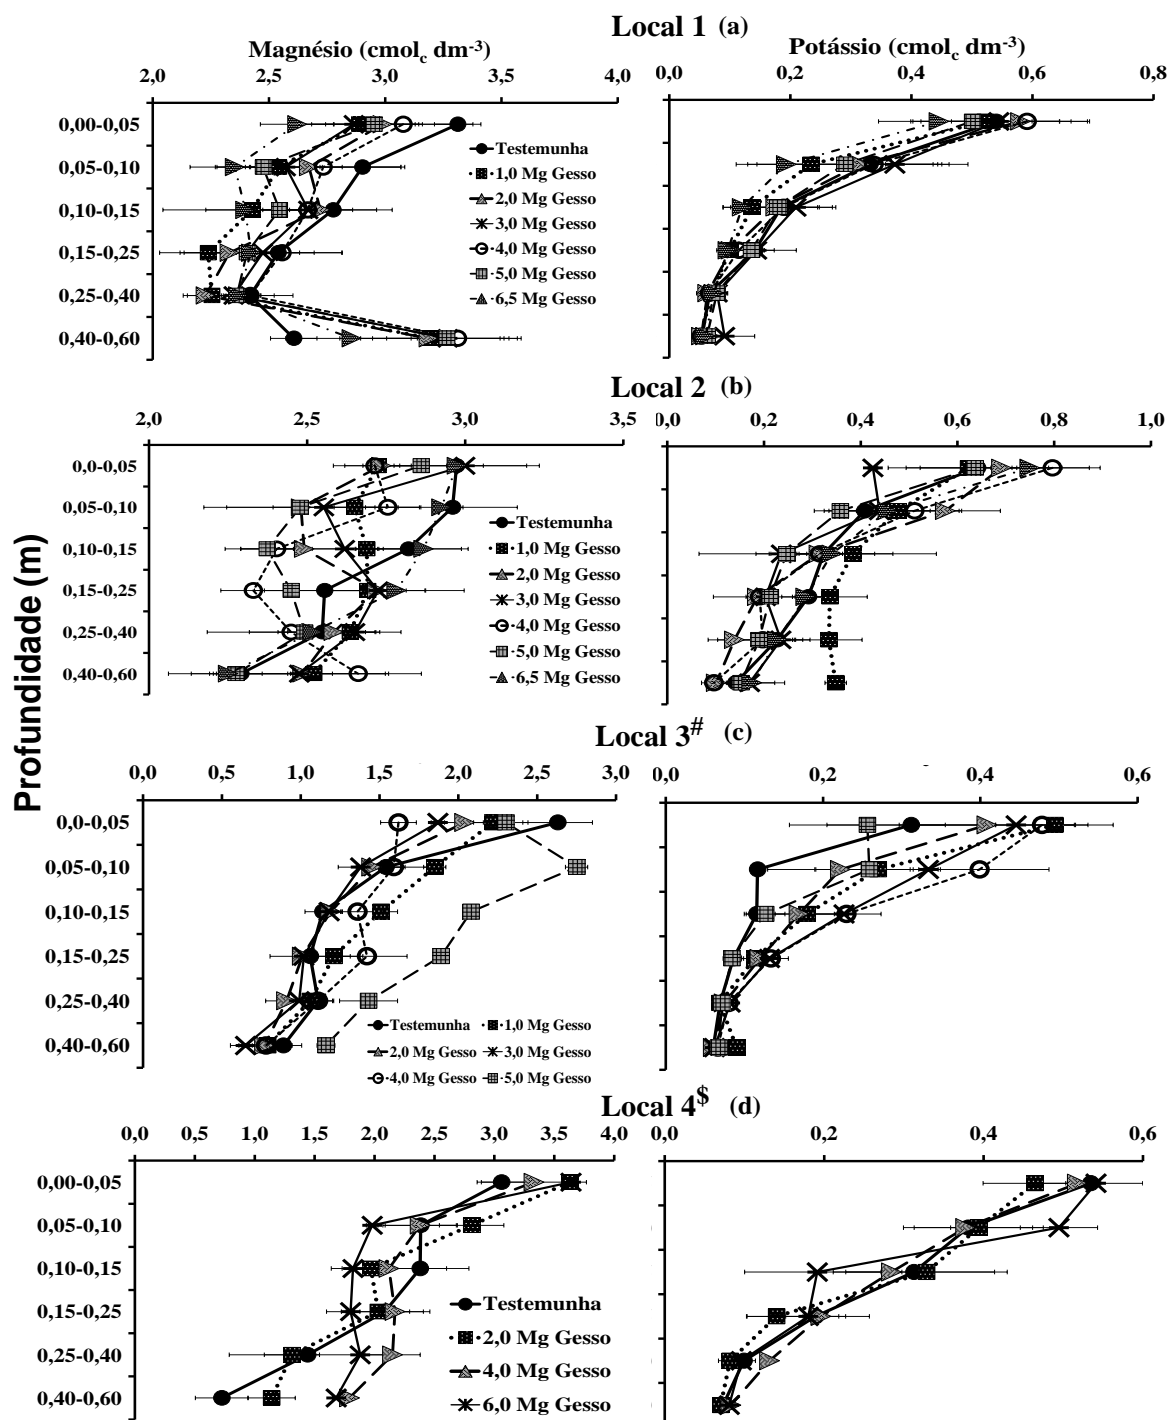 Local 1 (a)
Magnésio (cmolc dm-3) Potássio (cmolc dm-3)
2,0 2,5 3,0 3,5 4,0 0,0 0,2 0,4 0,6 0,8
0,00-0,05
0,05-0,10
0,10-0,15
0,15-0,25
0,25-0,40
0,40-0,60
Testemunha
1,0 Mg Gesso
2,0 Mg Gesso
3,0 Mg Gesso
4,0 Mg Gesso
5,0 Mg Gesso
6,5 Mg Gesso
Local 2 (b)
2,0 2,5 3,0 3,5 0,0 0,2 0,4 0,6 0,8 1,0
0,0-0,05
0,05-0,10
0,10-0,15
0,15-0,25
0,25-0,40
0,40-0,60
Testemunha
1,0 Mg Gesso
2,0 Mg Gesso
3,0 Mg Gesso
4,0 Mg Gesso
5,0 Mg Gesso
6,5 Mg Gesso
Profundidade (m)
Local 3# (c)
0,0 0,5 1,0 1,5 2,0 2,5 3,0 0,0 0,2 0,4 0,6
0,0-0,05
0,05-0,10
0,10-0,15
0,15-0,25
0,25-0,40
0,40-0,60
Testemunha 1,0 Mg Gesso
2,0 Mg Gesso 3,0 Mg Gesso
4,0 Mg Gesso 5,0 Mg Gesso
Local 4$ (d)
0,0 0,5 1,0 1,5 2,0 2,5 3,0 3,5 4,0 0,0 0,2 0,4 0,6
0,00-0,05
0,05-0,10
0,10-0,15
0,15-0,25
0,25-0,40
0,40-0,60
Testemunha
2,0 Mg Gesso
4,0 Mg Gesso
6,0 Mg Gesso